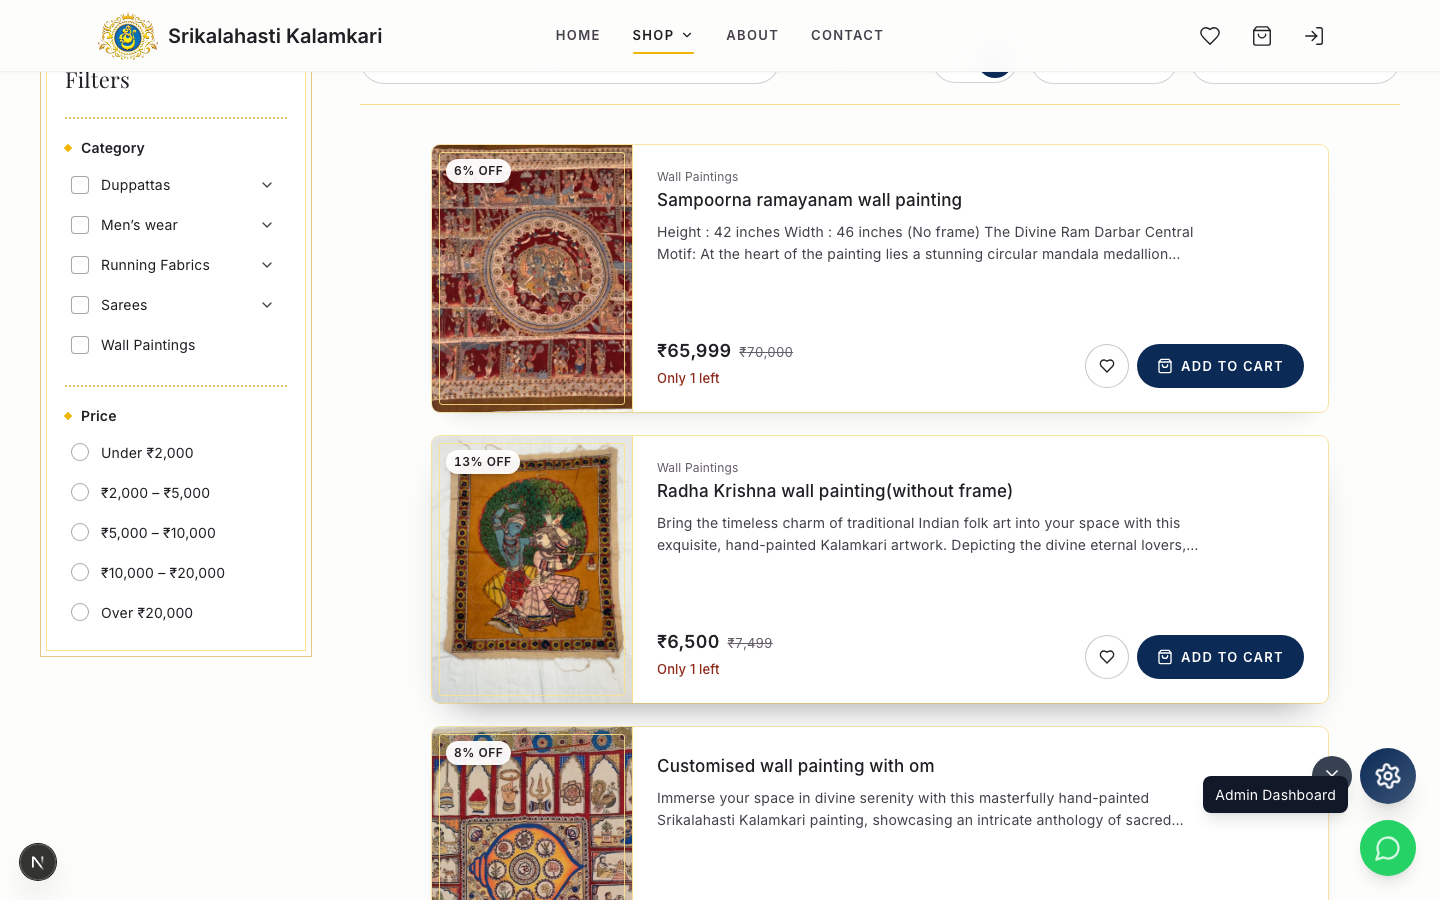 Srikalahasti Kalamkari
HOME
SHOP
ABOUT
CONTACT
Filters
Category
Duppattas
Men’s wear
Running Fabrics
Sarees
Wall Paintings
Price
Under ₹2,000
₹2,000 – ₹5,000
₹5,000 – ₹10,000
₹10,000 – ₹20,000
Over ₹20,000
6% OFF
Wall Paintings
Sampoorna ramayanam wall painting
Height : 42 inches Width : 46 inches (No frame) The Divine Ram Darbar Central
Motif: At the heart of the painting lies a stunning circular mandala medallion...
₹65,999 ₹70,000
Only 1 left
ADD TO CART
13% OFF
Wall Paintings
Radha Krishna wall painting(without frame)
Bring the timeless charm of traditional Indian folk art into your space with this
exquisite, hand-painted Kalamkari artwork. Depicting the divine eternal lovers,...
₹6,500 ₹7,499
Only 1 left
ADD TO CART
8% OFF
Customised wall painting with om
Immerse your space in divine serenity with this masterfully hand-painted
Srikalahasti Kalamkari painting, showcasing an intricate anthology of sacred...
Admin Dashboard
N